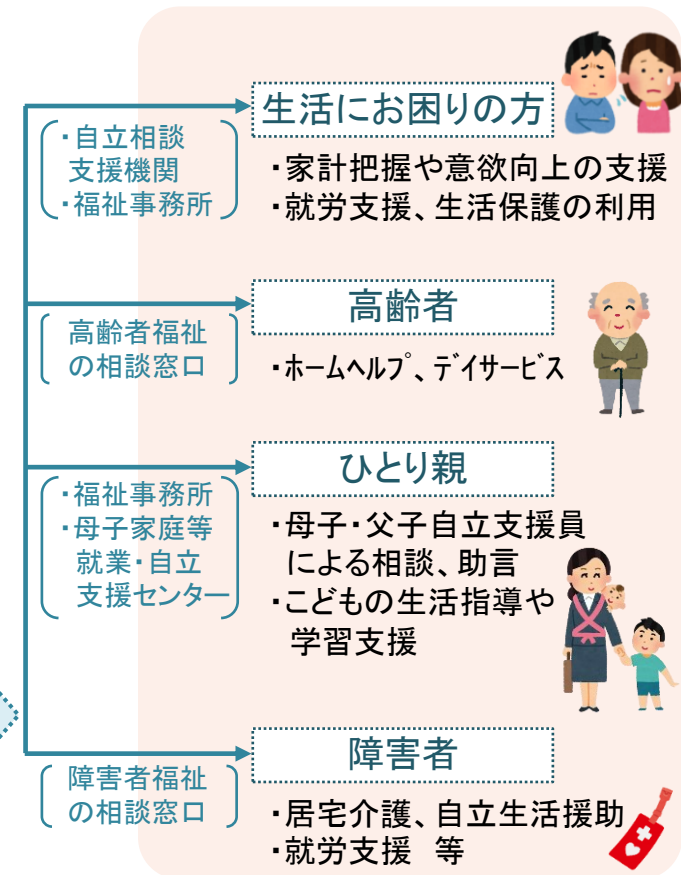 生活にお困りの方
・自立相談
支援機関
・福祉事務所
・家計把握や意欲向上の支援
・就労支援、生活保護の利用
高齢者
高齢者福祉
の相談窓口
・ホームヘルプ、デイサービス
ひとり親
・福祉事務所
・母子家庭等
就業・自立
支援センター
・母子・父子自立支援員
による相談、助言
・こどもの生活指導や
学習支援
障害者
障害者福祉
の相談窓口
・居宅介護、自立生活援助
・就労支援　等